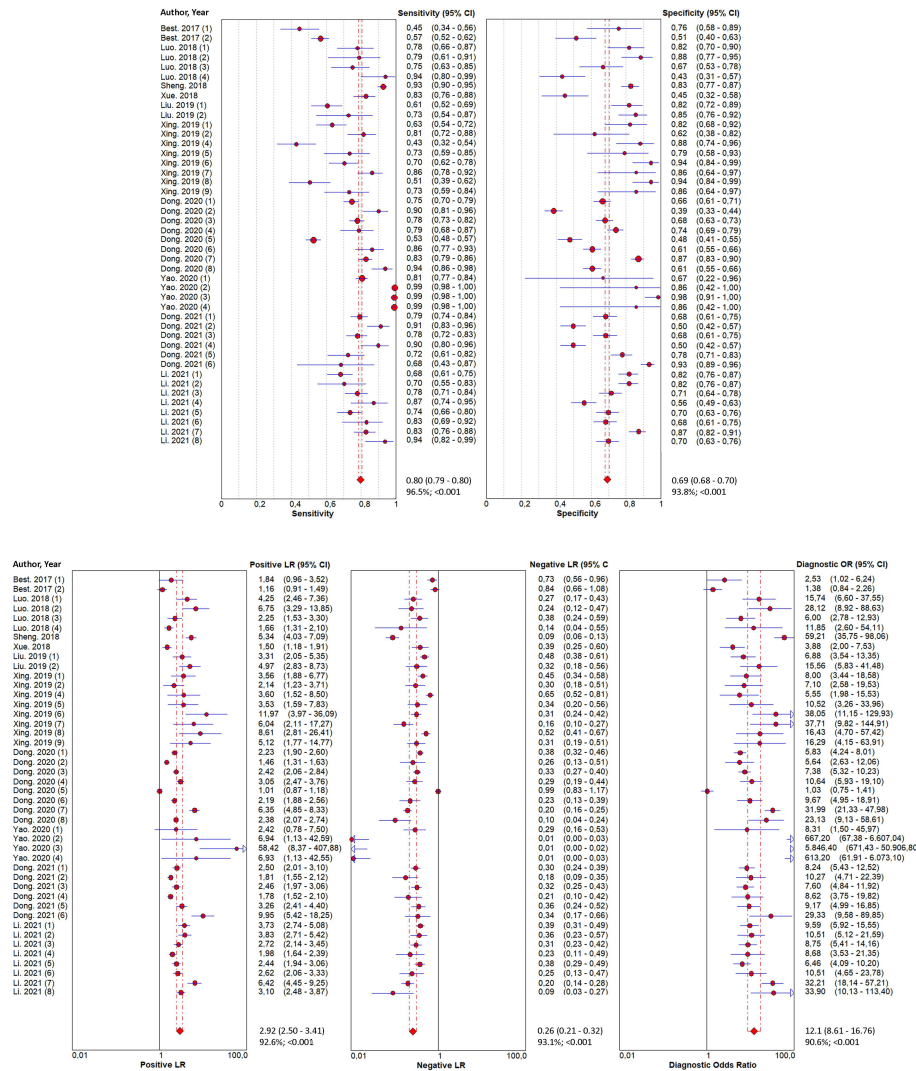 Author, Year Sensitivity (95% CI) Specificity (95% CI)
Best. 2017 (1) 0.45 (0.34 - 0.56) 0.76 (0.58 - 0.89)
Best. 2017 (2) 0.57 (0.52 - 0.62) 0.51 (0.40 - 0.63)
Luo. 2018 (1) 0.78 (0.66 - 0.87) 0.82 (0.70 - 0.90)
Luo. 2018 (2) 0.79 (0.61 - 0.91) 0.88 (0.77 - 0.95)
Luo. 2018 (3) 0.75 (0.63 - 0.85) 0.67 (0.53 - 0.78)
Luo. 2018 (4) 0.94 (0.80 - 0.99) 0.43 (0.31 - 0.57)
Sheng. 2018 0.93 (0.90 - 0.95) 0.83 (0.77 - 0.87)
Xue. 2018 0.83 (0.76 - 0.88) 0.45 (0.32 - 0.58)
Liu. 2019 (1) 0.61 (0.52 - 0.69) 0.82 (0.72 - 0.89)
Liu. 2019 (2) 0.73 (0.54 - 0.87) 0.85 (0.76 - 0.92)
Xing. 2019 (1) 0.63 (0.54 - 0.72) 0.82 (0.68 - 0.92)
Xing. 2019 (2) 0.81 (0.72 - 0.88) 0.62 (0.38 - 0.82)
Xing. 2019 (4) 0.43 (0.32 - 0.54) 0.88 (0.74 - 0.96)
Xing. 2019 (5) 0.73 (0.59 - 0.85) 0.79 (0.58 - 0.93)
Xing. 2019 (6) 0.70 (0.62 - 0.78) 0.94 (0.84 - 0.99)
Xing. 2019 (7) 0.86 (0.78 - 0.92) 0.86 (0.64 - 0.97)
Xing. 2019 (8) 0.51 (0.39 - 0.62) 0.94 (0.84 - 0.99)
Xing. 2019 (9) 0.73 (0.59 - 0.84) 0.86 (0.64 - 0.97)
Dong. 2020 (1) 0.75 (0.70 - 0.79) 0.66 (0.61 - 0.71)
Dong. 2020 (2) 0.90 (0.81 - 0.96) 0.39 (0.33 - 0.44)
Dong. 2020 (3) 0.78 (0.73 - 0.82) 0.68 (0.63 - 0.73)
Dong. 2020 (4) 0.79 (0.68 - 0.87) 0.74 (0.69 - 0.79)
Dong. 2020 (5) 0.53 (0.48 - 0.57) 0.48 (0.41 - 0.55)
Dong. 2020 (6) 0.86 (0.77 - 0.93) 0.61 (0.55 - 0.66)
Dong. 2020 (7) 0.83 (0.79 - 0.86) 0.87 (0.83 - 0.90)
Dong. 2020 (8) 0.94 (0.86 - 0.98) 0.61 (0.55 - 0.66)
Yao. 2020 (1) 0.81 (0.77 - 0.84) 0.67 (0.22 - 0.96)
Yao. 2020 (2) 0.99 (0.98 - 1.00) 0.86 (0.42 - 1.00)
Yao. 2020 (3) 0.99 (0.98 - 1.00) 0.98 (0.91 - 1.00)
Yao. 2020 (4) 0.99 (0.98 - 1.00) 0.86 (0.42 - 1.00)
Dong. 2021 (1) 0.79 (0.74 - 0.84) 0.68 (0.61 - 0.75)
Dong. 2021 (2) 0.91 (0.83 - 0.96) 0.50 (0.42 - 0.57)
Dong. 2021 (3) 0.78 (0.72 - 0.83) 0.68 (0.61 - 0.75)
Dong. 2021 (4) 0.90 (0.80 - 0.96) 0.50 (0.42 - 0.57)
Dong. 2021 (5) 0.72 (0.61 - 0.82) 0.78 (0.71 - 0.83)
Dong. 2021 (6) 0.68 (0.43 - 0.87) 0.93 (0.89 - 0.96)
Li. 2021 (1) 0.68 (0.61 - 0.75) 0.82 (0.76 - 0.87)
Li. 2021 (2) 0.70 (0.55 - 0.83) 0.82 (0.76 - 0.87)
Li. 2021 (3) 0.78 (0.71 - 0.84) 0.71 (0.64 - 0.78)
Li. 2021 (4) 0.87 (0.74 - 0.95) 0.56 (0.49 - 0.63)
Li. 2021 (5) 0.74 (0.66 - 0.80) 0.70 (0.63 - 0.76)
Li. 2021 (6) 0.83 (0.69 - 0.92) 0.68 (0.61 - 0.75)
Li. 2021 (7) 0.83 (0.76 - 0.88) 0.87 (0.82 - 0.91)
Li. 2021 (8) 0.94 (0.82 - 0.99) 0.70 (0.63 - 0.76)
0.80 (0.79 - 0.80) 0.69 (0.68 - 0.70)
96.5%; <0.001 93.8%; <0.001
0 0,2 0,4 0,6 0,8 1 0 0,2 0,4 0,6 0,8 1
Sensitivity Specificity
Author, Year Positive LR (95% CI) Negative LR (95% C Diagnostic OR (95% CI)
Best. 2017 (1) 1.84 (0.96 - 3.52) 0.73 (0.56 - 0.96) 2.53 (1.02 - 6.24)
Best. 2017 (2) 1.16 (0.91 - 1.49) 0.84 (0.66 - 1.08) 1.38 (0.84 - 2.26)
Luo. 2018 (1) 4.25 (2.46 - 7.36) 0.27 (0.17 - 0.43) 15.74 (6.60 - 37.55)
Luo. 2018 (2) 6.75 (3.29 - 13.85) 0.24 (0.12 - 0.47) 28.12 (8.92 - 88.63)
Luo. 2018 (3) 2.25 (1.53 - 3.30) 0.38 (0.24 - 0.59) 6.00 (2.78 - 12.93)
Luo. 2018 (4) 1.66 (1.31 - 2.10) 0.14 (0.04 - 0.55) 11.85 (2.60 - 54.11)
Sheng. 2018 5.34 (4.03 - 7.09) 0.09 (0.06 - 0.13) 59.21 (35.75 - 98.06)
Xue. 2018 1.50 (1.18 - 1.91) 0.39 (0.25 - 0.60) 3.88 (2.00 - 7.53)
Liu. 2019 (1) 3.31 (2.05 - 5.35) 0.48 (0.38 - 0.61) 6.88 (3.54 - 13.35)
Liu. 2019 (2) 4.97 (2.83 - 8.73) 0.32 (0.18 - 0.56) 15.56 (5.83 - 41.48)
Xing. 2019 (1) 3.56 (1.88 - 6.77) 0.45 (0.34 - 0.58) 8.00 (3.44 - 18.58)
Xing. 2019 (2) 2.14 (1.23 - 3.71) 0.30 (0.18 - 0.51) 7.10 (2.58 - 19.53)
Xing. 2019 (4) 3.60 (1.52 - 8.50) 0.65 (0.52 - 0.81) 5.55 (1.98 - 15.53)
Xing. 2019 (5) 3.53 (1.59 - 7.83) 0.34 (0.20 - 0.56) 10.52 (3.26 - 33.96)
Xing. 2019 (6) 11.97 (3.97 - 36.09) 0.31 (0.24 - 0.42) 38.05 (11.15 - 129,93)
Xing. 2019 (7) 6.04 (2.11 - 17.27) 0.16 (0.10 - 0.27) 37.71 (9.82 - 144,91)
Xing. 2019 (8) 8.61 (2.81 - 26.41) 0.52 (0.41 - 0.67) 16.43 (4.70 - 57.42)
Xing. 2019 (9) 5.12 (1.77 - 14.77) 0.31 (0.19 - 0.51) 16.29 (4.15 - 63.91)
Dong. 2020 (1) 2.23 (1.90 - 2.60) 0.38 (0.32 - 0.46) 5.83 (4.24 - 8.01)
Dong. 2020 (2) 1.46 (1.31 - 1.63) 0.26 (0.13 - 0.51) 5.64 (2.63 - 12.06)
Dong. 2020 (3) 2.42 (2.06 - 2.84) 0.33 (0.27 - 0.40) 7.38 (5.32 - 10.23)
Dong. 2020 (4) 3.05 (2.47 - 3.76) 0.29 (0.19 - 0.44) 10.64 (5.93 - 19.10)
Dong. 2020 (5) 1.01 (0.87 - 1.18) 0.99 (0.83 - 1.17) 1.03 (0.75 - 1.41)
Dong. 2020 (6) 2.19 (1.88 - 2.56) 0.23 (0.13 - 0.39) 9.67 (4.95 - 18.91)
Dong. 2020 (7) 6.35 (4.85 - 8.33) 0.20 (0.16 - 0.25) 31.99 (21.33 - 47.98)
Dong. 2020 (8) 2.38 (2.07 - 2.74) 0.10 (0.04 - 0.24) 23.13 (9.13 - 58.61)
Yao. 2020 (1) 2.42 (0.78 - 7.50) 0.29 (0.16 - 0.53) 8.31 (1.50 - 45.97)
Yao. 2020 (2) 6.94 (1.13 - 42.59) 0.01 (0.00 - 0.03) 667,20 (67,38 - 6.607,04)
Yao. 2020 (3) 58,42 (8,37 - 407,88) 0.01 (0.00 - 0.02) 5.846,40 (671,43 - 50.906,80
Yao. 2020 (4) 6,93 (1.13 - 42,55) 0.01 (0.00 - 0.03) 613,20 (61,91 - 6.073,10)
Dong. 2021 (1) 2.50 (2.01 - 3.10) 0.30 (0.24 - 0.39) 8.24 (5.43 - 12.52)
Dong. 2021 (2) 1.81 (1.55 - 2.12) 0.18 (0.09 - 0.35) 10.27 (4.71 - 22.39)
Dong. 2021 (3) 2.46 (1.97 - 3.06) 0.32 (0.25 - 0.43) 7.60 (4.84 - 11.92)
Dong. 2021 (4) 1.78 (1.52 - 2.10) 0.21 (0.10 - 0.42) 8.62 (3.75 - 19.82)
Dong. 2021 (5) 3.26 (2.41 - 4.40) 0.36 (0.24 - 0.52) 9.17 (4.99 - 16.85)
Dong. 2021 (6) 9.95 (5.42 - 18.25) 0.34 (0.17 - 0.66) 29.33 (9.58 - 89.85)
Li. 2021 (1) 3.73 (2.74 - 5.08) 0.39 (0.31 - 0.49) 9.59 (5.92 - 15.55)
Li. 2021 (2) 3.83 (2.71 - 5.42) 0.36 (0.23 - 0.57) 10.51 (5.12 - 21.59)
Li. 2021 (3) 2.72 (2.14 - 3.45) 0.31 (0.23 - 0.42) 8.75 (5.41 - 14.16)
Li. 2021 (4) 1.98 (1.64 - 2.39) 0.23 (0.11 - 0.49) 8.68 (3.53 - 21.35)
Li. 2021 (5) 2.44 (1.94 - 3.06) 0.38 (0.29 - 0.49) 6.46 (4.09 - 10.20)
Li. 2021 (6) 2.62 (2.06 - 3.33) 0.25 (0.13 - 0.47) 10.51 (4.65 - 23.78)
Li. 2021 (7) 6.42 (4.45 - 9.25) 0.20 (0.14 - 0.28) 32.21 (18.14 - 57.21)
Li. 2021 (8) 3.10 (2.48 - 3.87) 0.09 (0.03 - 0.27) 33,90 (10,13 - 113,40)
2.92 (2.50 - 3.41) 0.26 (0.21 - 0.32) 12.1 (8.61 - 16.76)
92.6%; <0.001 93.1%; <0.001 90.6%; <0.001
0,01 1 100,0 0,01 1 100,0 0,01 1 100,0
Positive LR Negative LR Diagnostic Odds Ratio